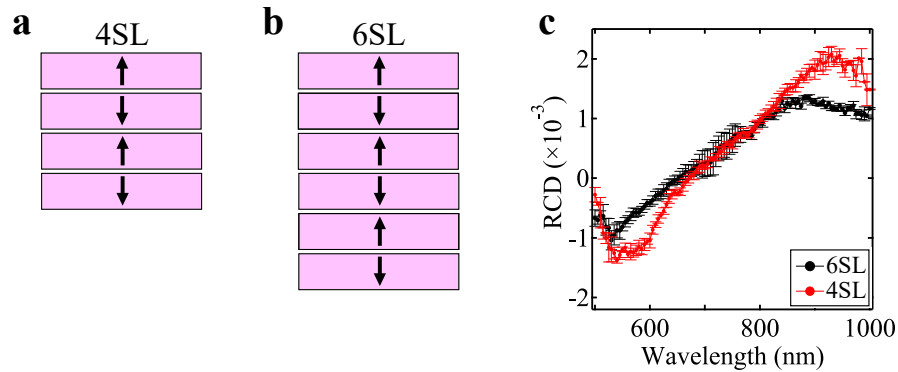 a
4SL
b
6SL
c
RCD (×10⁻³)
2
1
0
-1
-2
600
800
1000
Wavelength (nm)
6SL
4SL